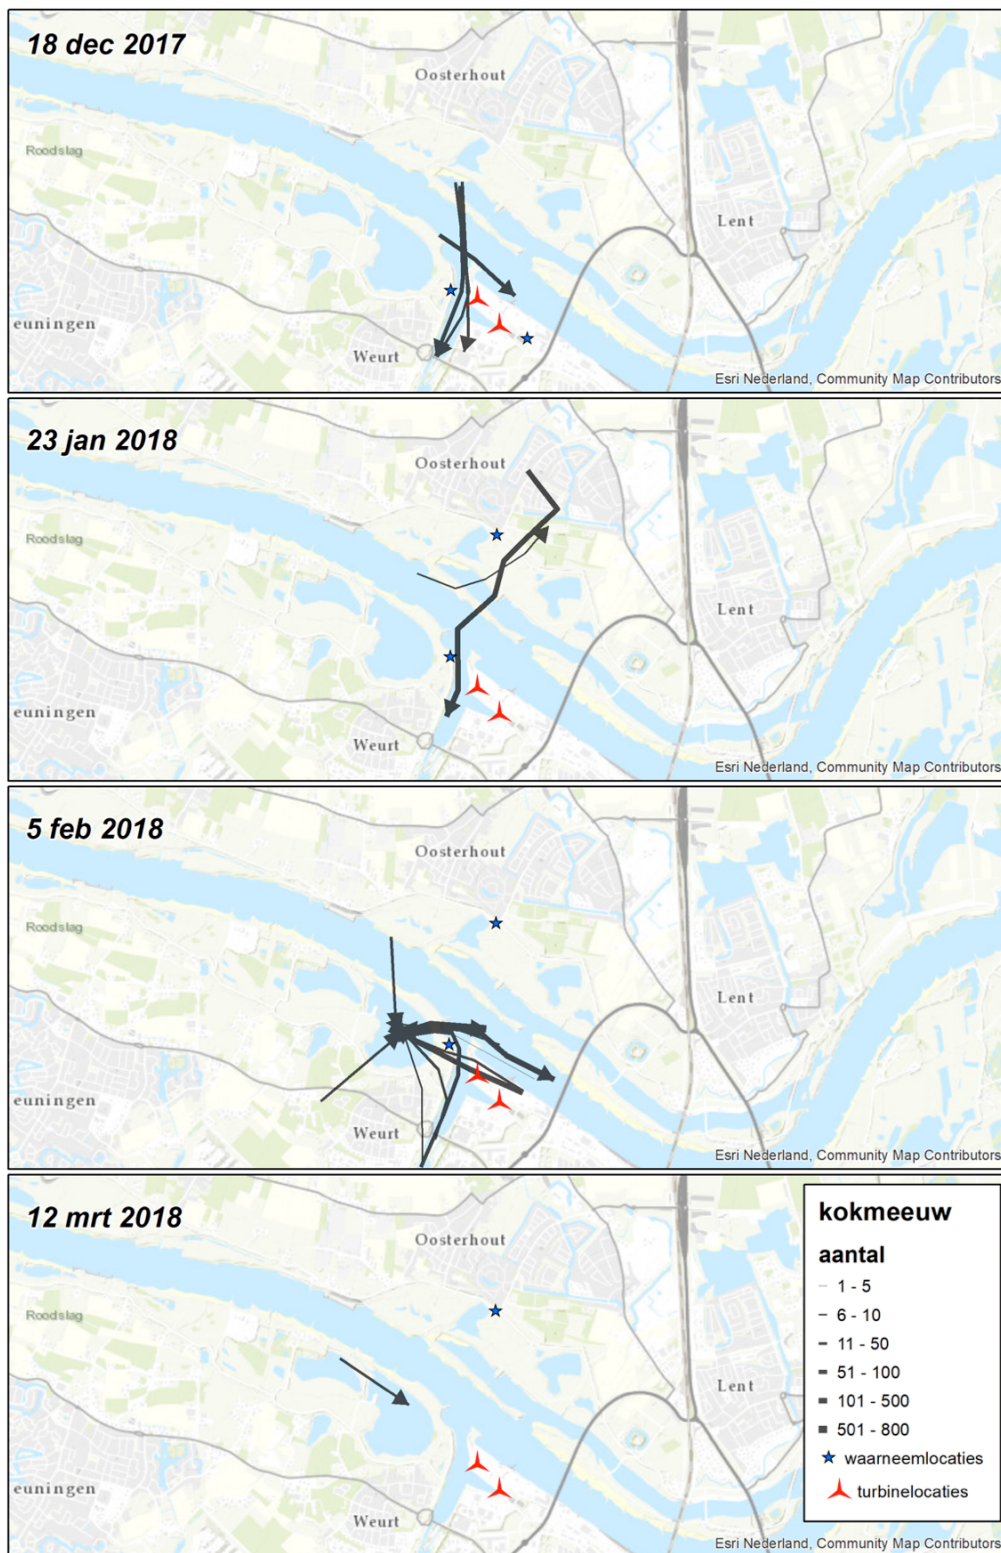 18 dec 2017
Oosterhout
Roodslag
Lent
euningen
Weurt
Esri Nederland, Community Map Contributors
23 jan 2018
Oosterhout
Roodslag
Lent
euningen
Weurt
Esri Nederland, Community Map Contributors
5 feb 2018
Oosterhout
Roodslag
Lent
euningen
Weurt
Esri Nederland, Community Map Contributors
12 mrt 2018
Oosterhout
Roodslag
Lent
euningen
Weurt
kokmeeuw
aantal
1 - 5
6 - 10
11 - 50
51 - 100
101 - 500
501 - 800
waarneemlocaties
turbinelocaties
Esri Nederland, Community Map Contributors